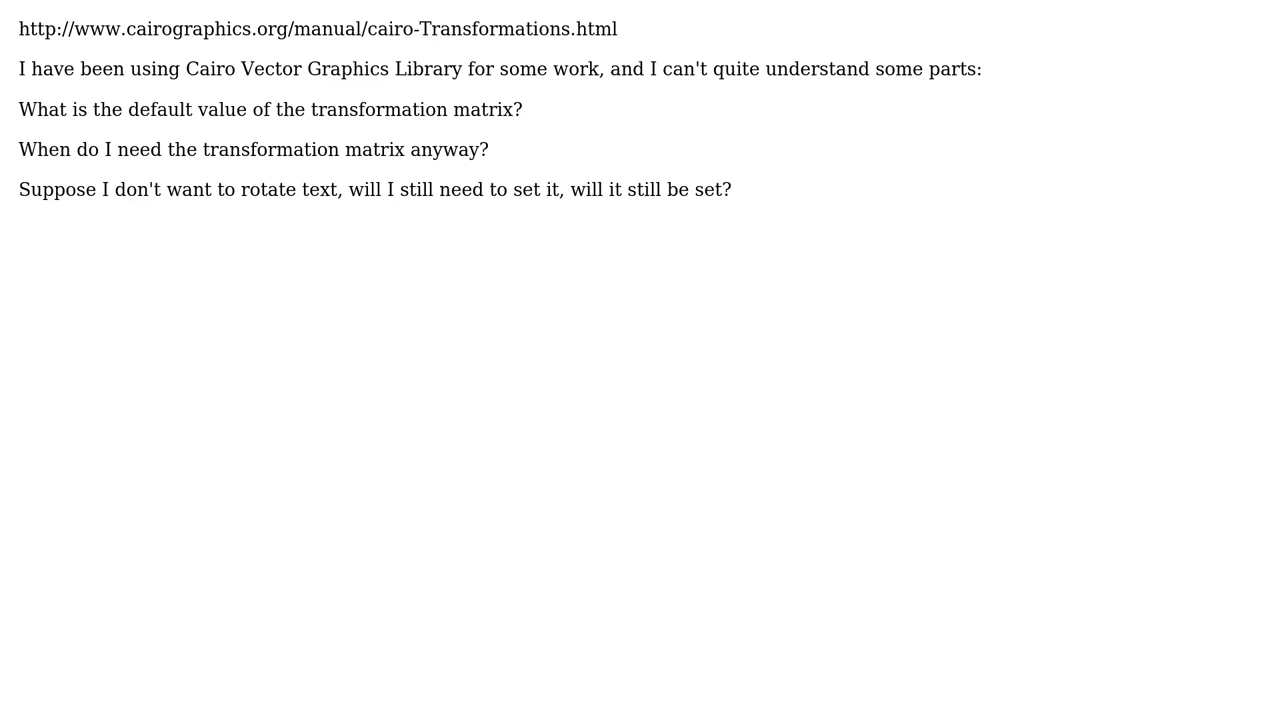 http://www.cairographics.org/manual/cairo-Transformations.html
I have been using Cairo Vector Graphics Library for some work, and I can't quite understand some parts:
What is the default value of the transformation matrix?
When do I need the transformation matrix anyway?
Suppose I don't want to rotate text, will I still need to set it, will it still be set?